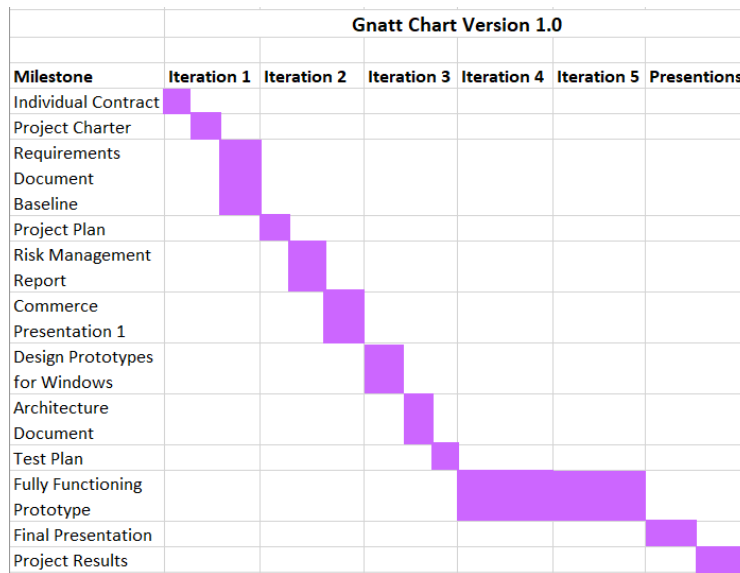 Gnatt Chart Version 1.0
Milestone Iteration 1 Iteration 2 Iteration 3 Iteration 4 Iteration 5 Presentions
Individual Contract
Project Charter
Requirements
Document
Baseline
Project Plan
Risk Management
Report
Commerce
Presentation 1
Design Prototypes
for Windows
Architecture
Document
Test Plan
Fully Functioning
Prototype
Final Presentation
Project Results